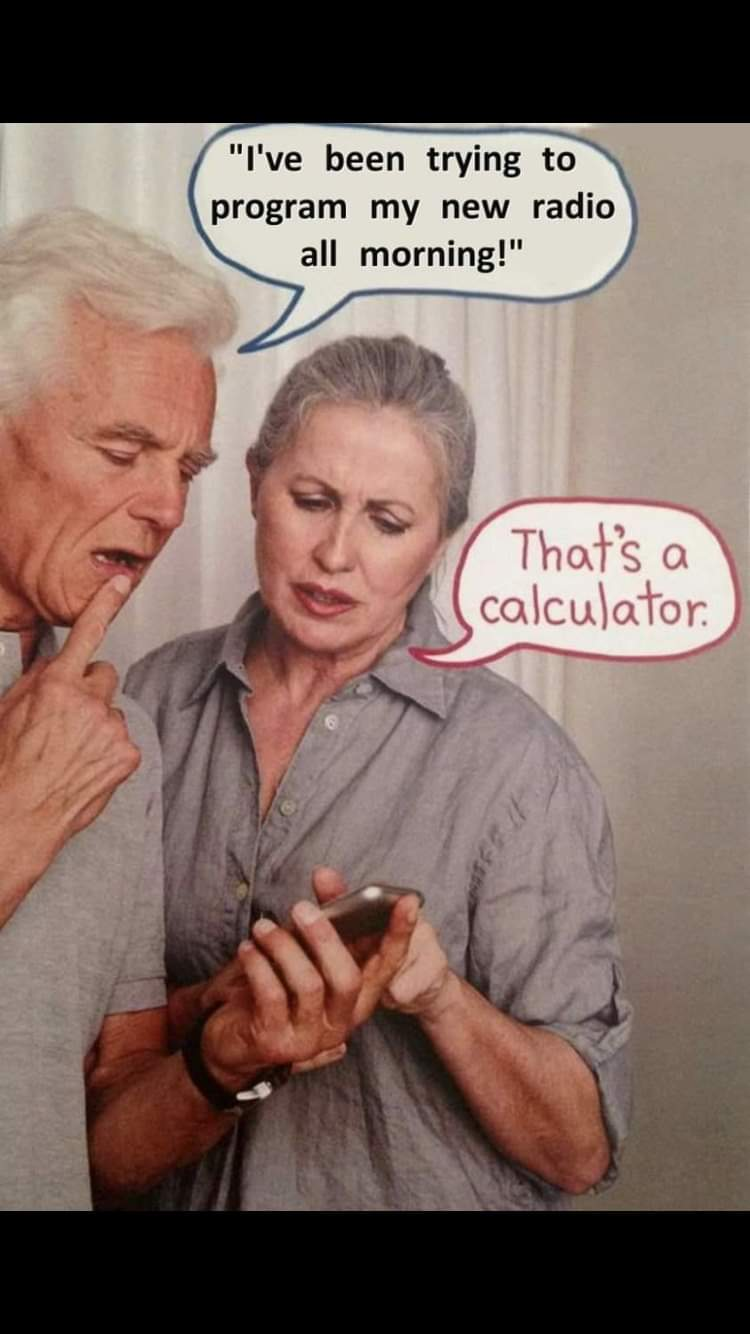 "I've been trying to
program my new radio
all morning!"
That's a
calculator.